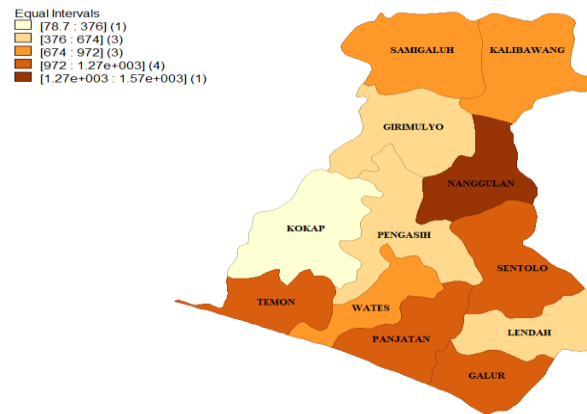 Equal Intervals
[78.7 : 376] (1)
[376 : 674] (3)
[674 : 972] (3)
[972 : 1.27e+003] (4)
[1.27e+003 : 1.57e+003] (1)
SAMIGALUH
KALIBAWANG
GIRIMULYO
NANGGULAN
KOKAP
PENGASIH
SENTOLO
TEMON
WATES
LENDAH
PANJATAN
GALUR